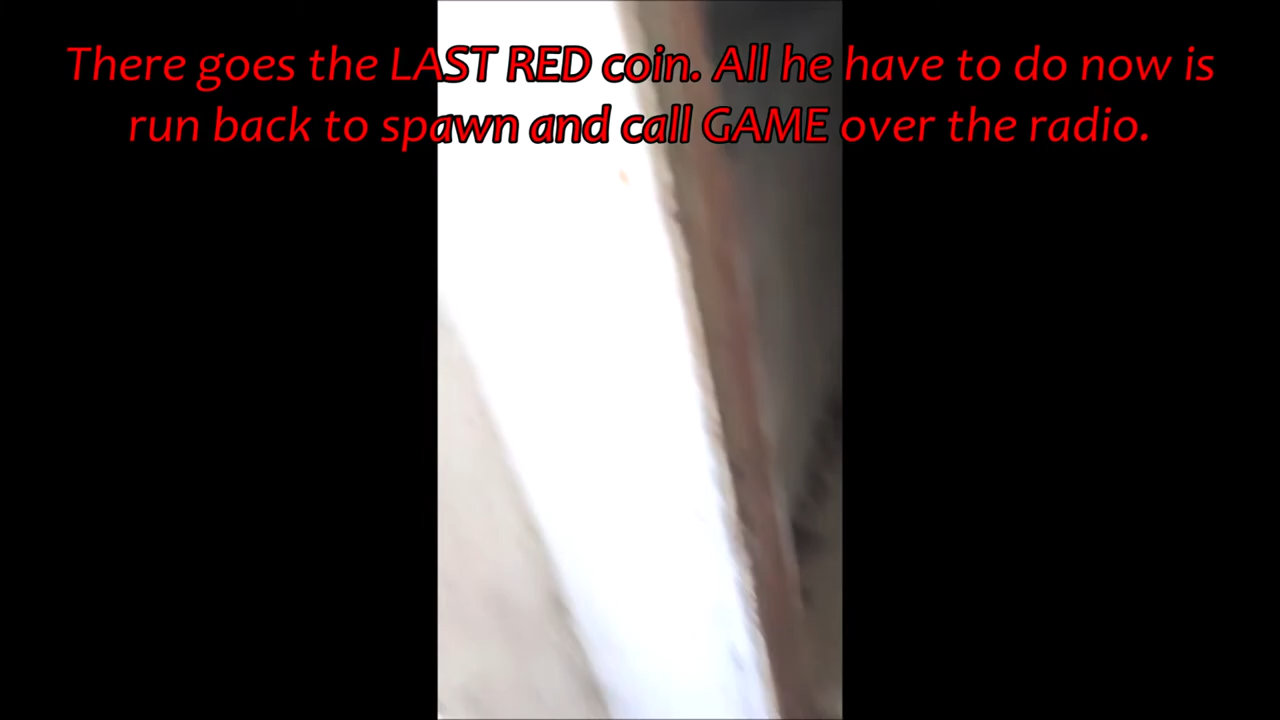 There goes the LAST RED coin. All he have to do now is
run back to spawn and call GAME over the radio.